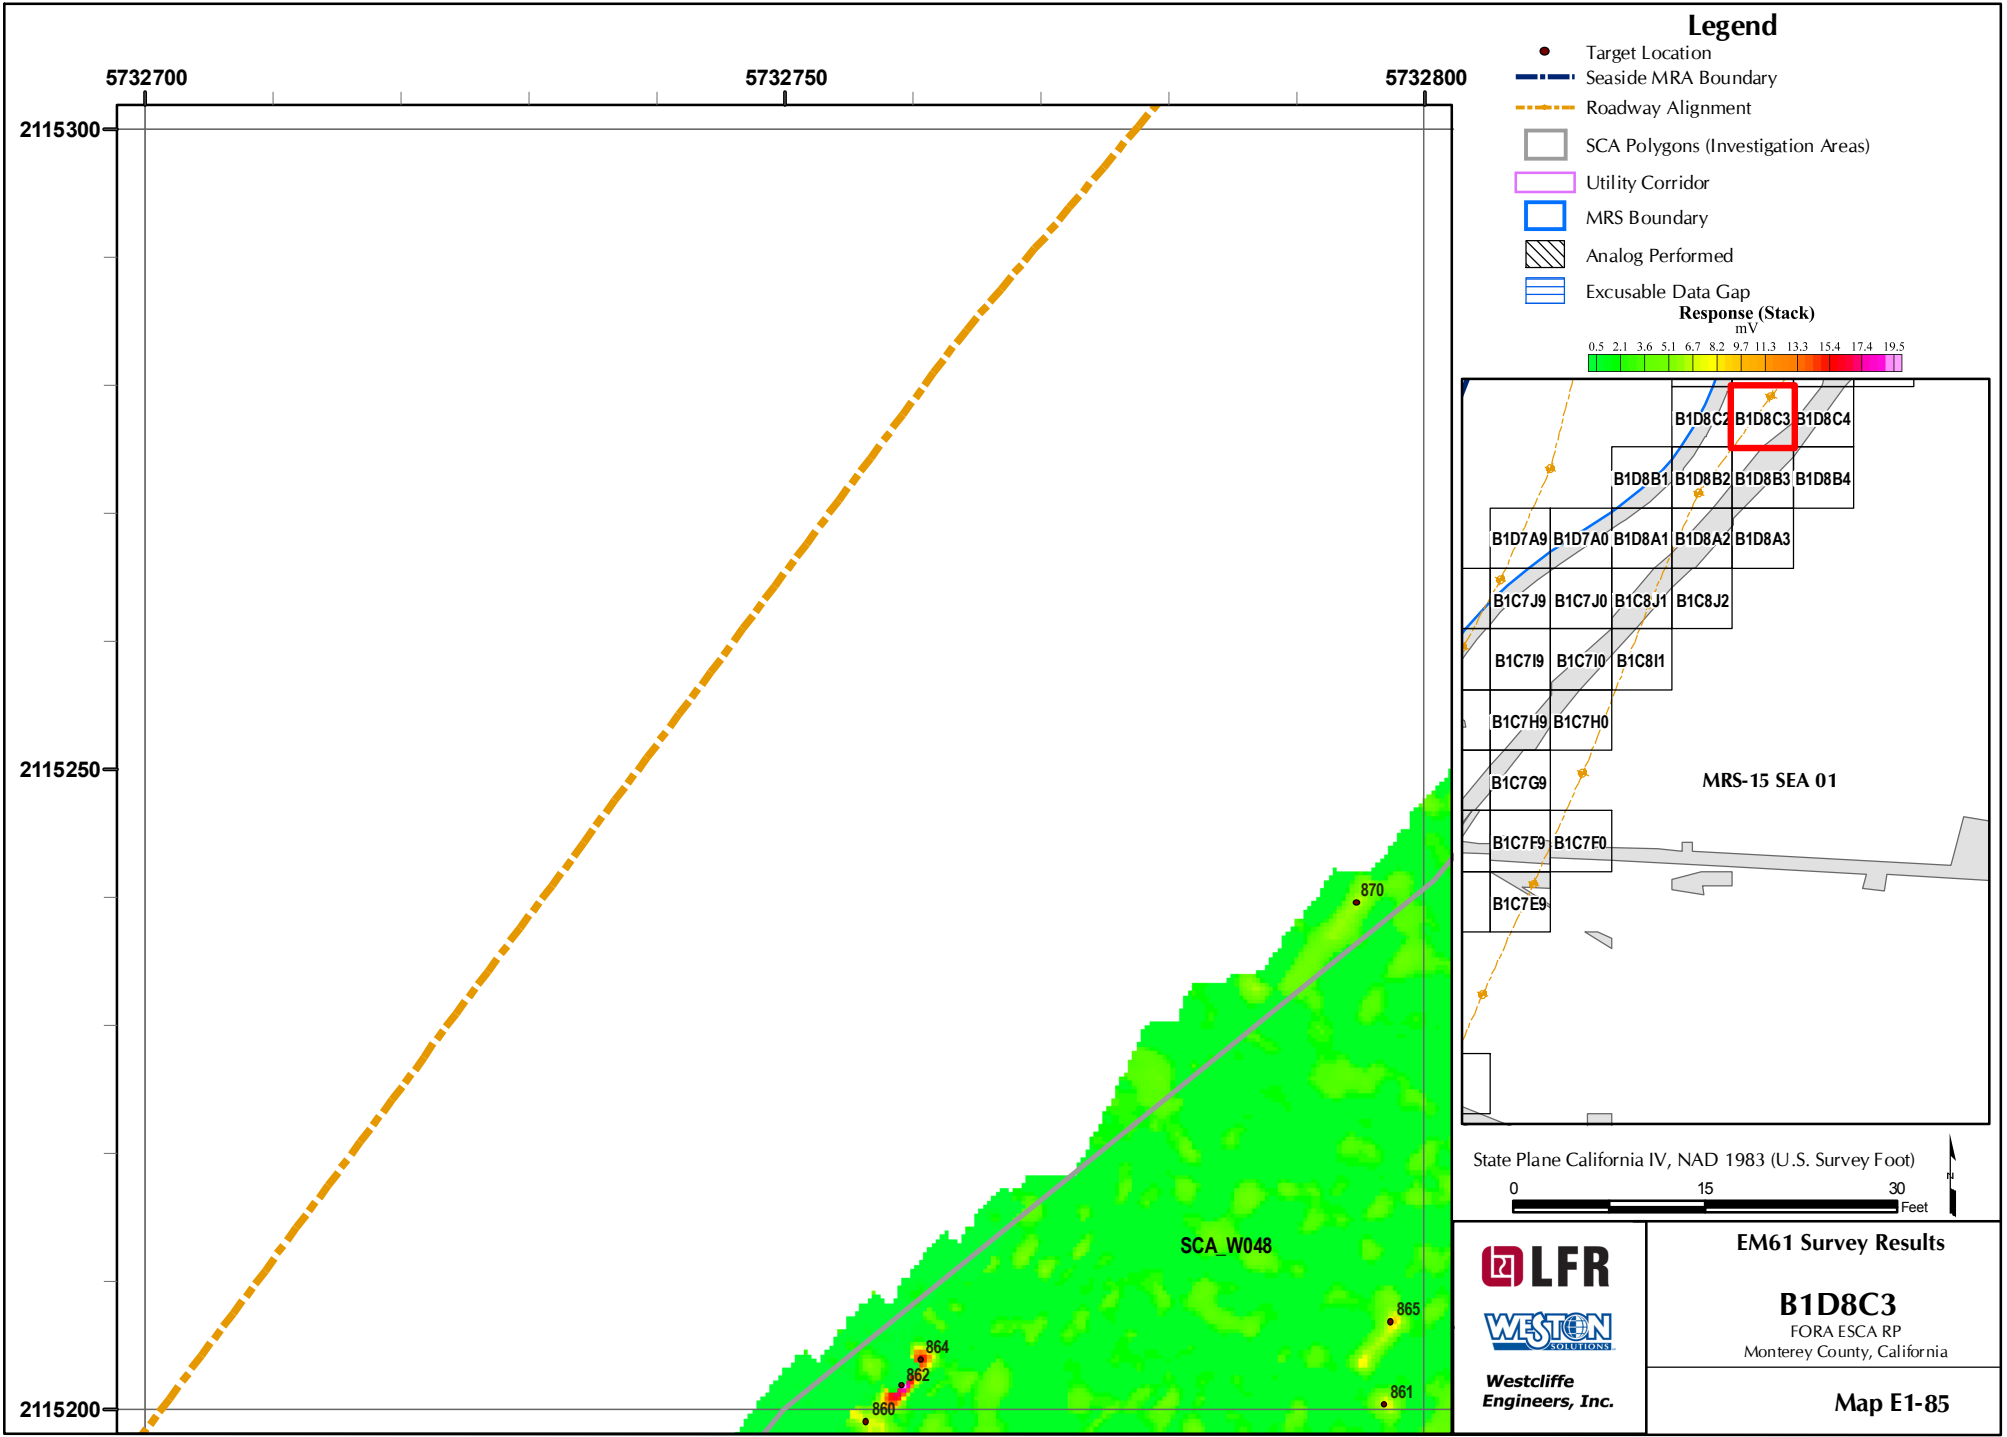 5732700
5732750
5732800
2115300
2115250
2115200
870
SCA_W048
865
864
862
861
860
Legend
Target Location
Seaside MRA Boundary
Roadway Alignment
SCA Polygons (Investigation Areas)
Utility Corridor
MRS Boundary
Analog Performed
Excusable Data Gap
Response (Stack)
mV
0.5 2.1 3.6 5.1 6.7 8.2 9.7 11.3 13.3 15.4 17.4 19.5
B1D8C2 B1D8C3 B1D8C4
B1D8B1 B1D8B2 B1D8B3 B1D8B4
B1D7A9 B1D7A0 B1D8A1 B1D8A2 B1D8A3
B1C7J9 B1C7J0 B1C8J1 B1C8J2
B1C7I9 B1C7I0 B1C8I1
B1C7H9 B1C7H0
B1C7G9
MRS-15 SEA 01
B1C7F9 B1C7F0
B1C7E9
State Plane California IV, NAD 1983 (U.S. Survey Foot)
0 15 30
Feet
N
LFR
WESTON
SOLUTIONS
Westcliffe
Engineers, Inc.
EM61 Survey Results
B1D8C3
FORA ESCA RP
Monterey County, California
Map E1-85